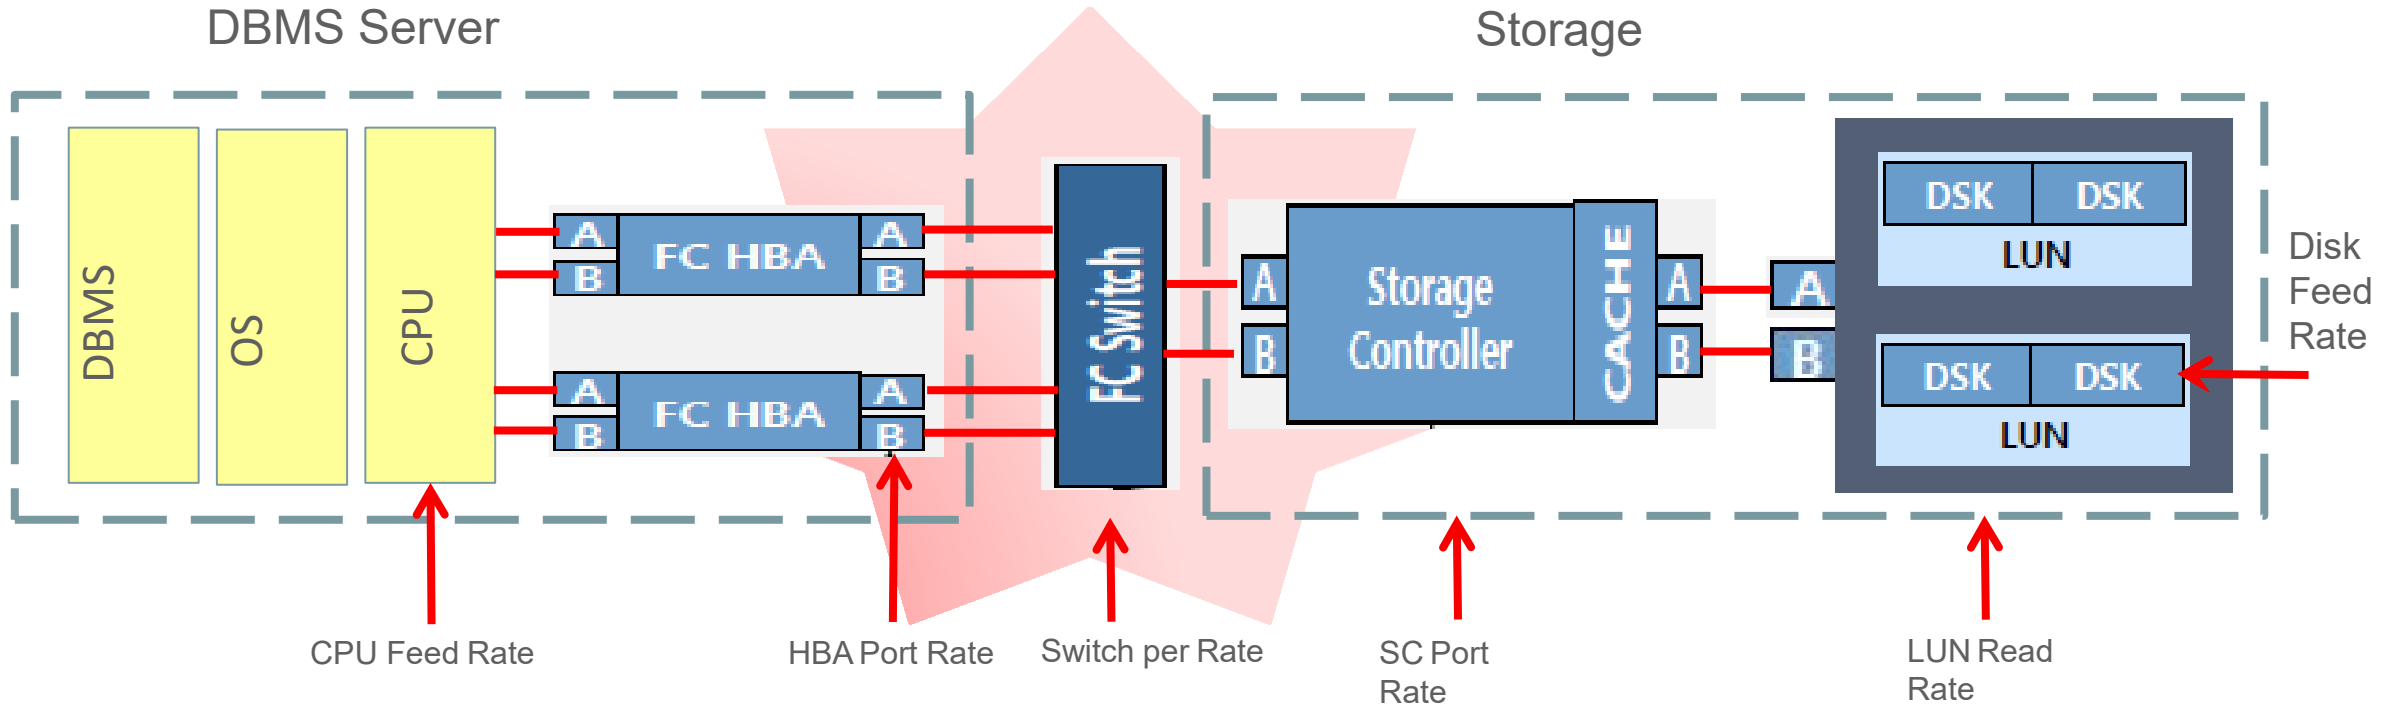 DBMS Server
Storage
DBMS
OS
CPU
A
FC HBA
A
B
B
A
FC HBA
A
B
B
FC Switch
A
B
Storage
Controller
CACHE
A
B
A
B
DSK
DSK
LUN
DSK
DSK
LUN
Disk
Feed
Rate
CPU Feed Rate
HBA Port Rate
Switch per Rate
SC Port
Rate
LUN Read
Rate